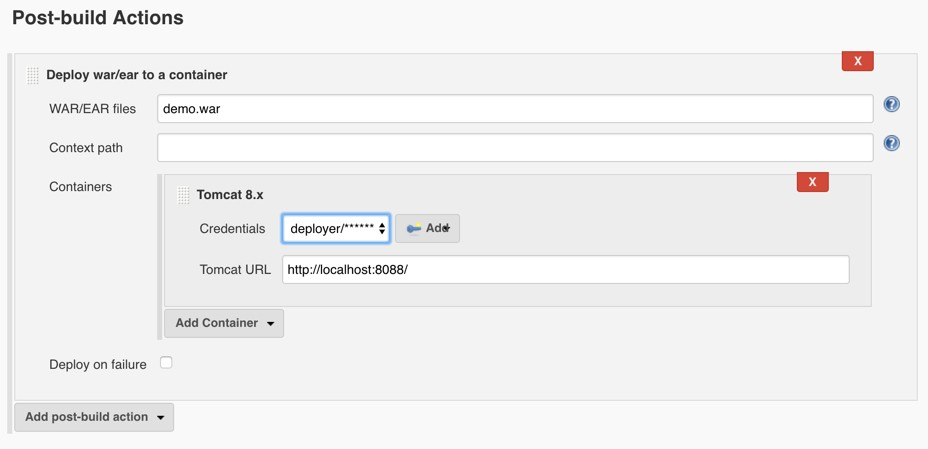 Post-build Actions
X
Deploy war/ear to a container
WAR/EAR files demo.war ?
Context path ?
Containers
X
Tomcat 8.x
Credentials deployer/****** Add
Tomcat URL http://localhost:8088/
Add Container
Deploy on failure
Add post-build action